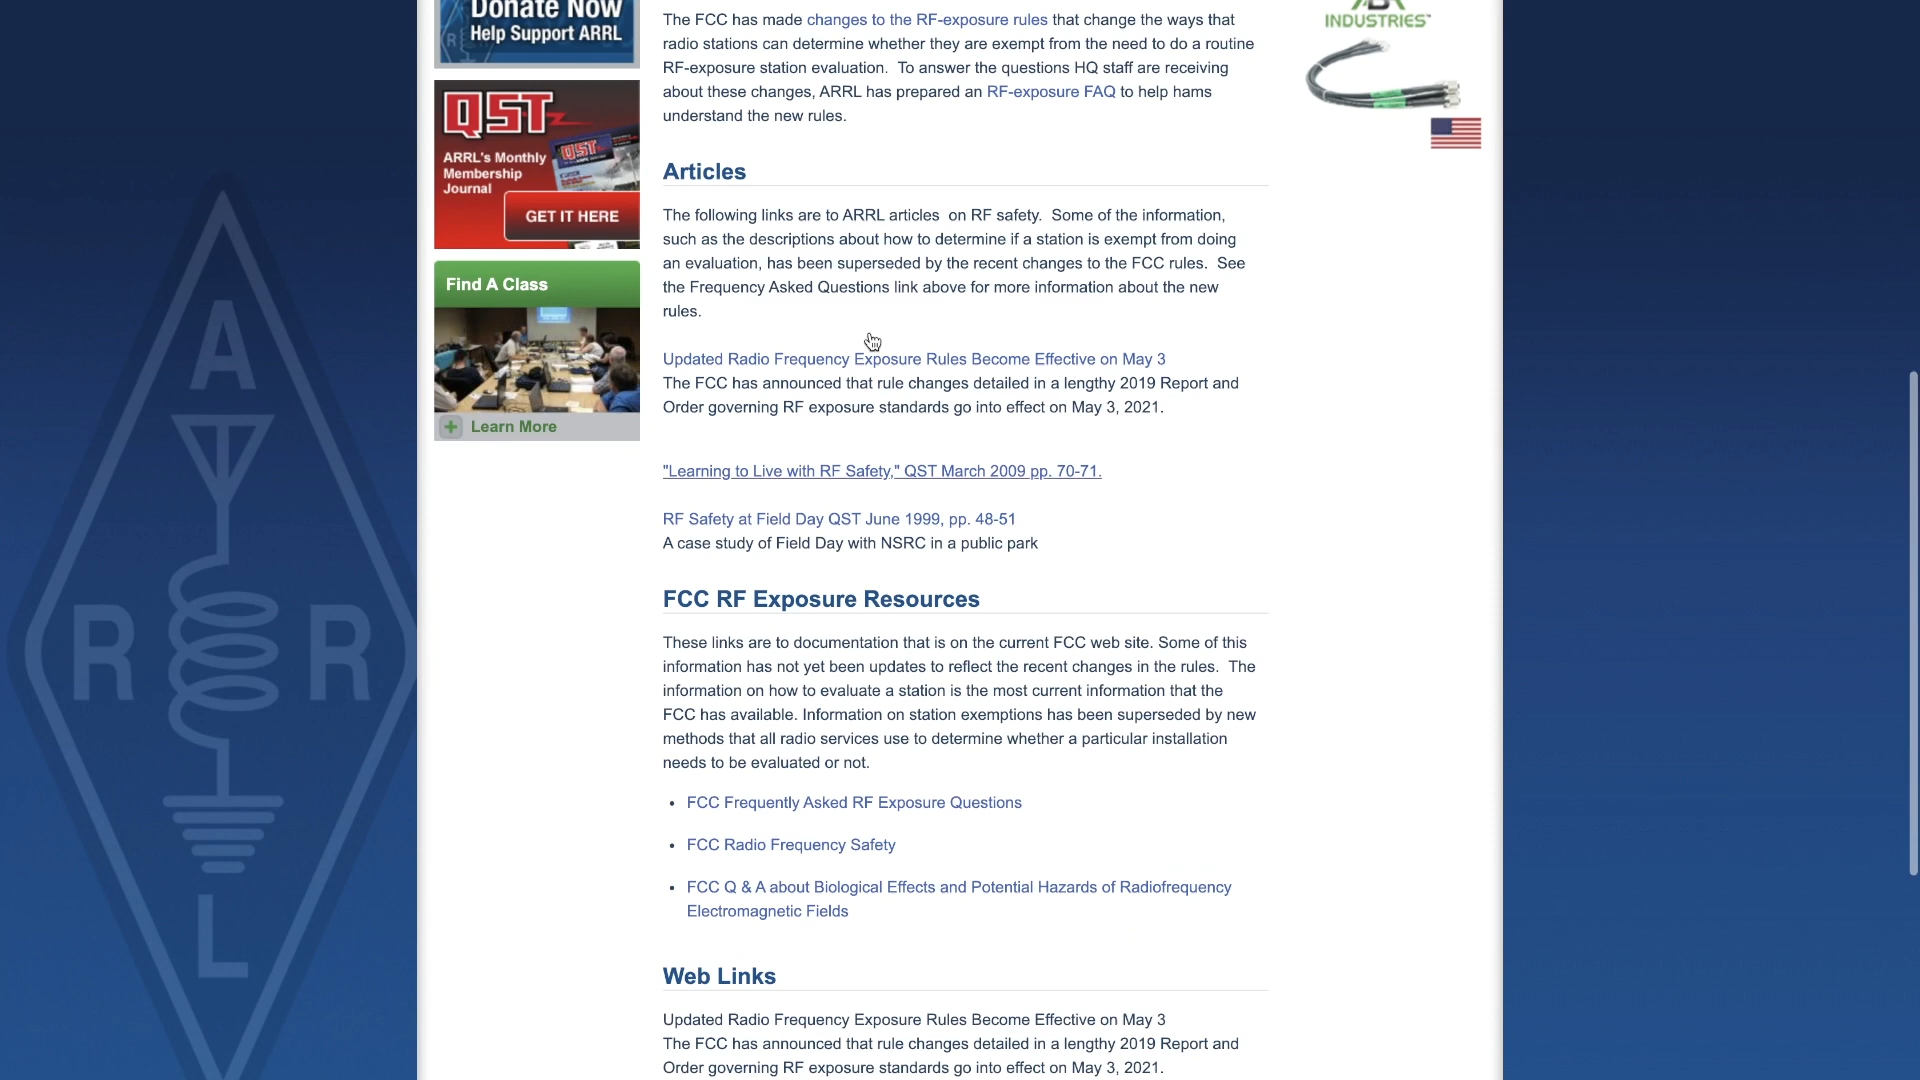 Donate Now
Help Support ARRL
QST
ARRL's Monthly
Membership
Journal
QST
GET IT HERE
Find A Class
Learn More
A
R R
L
The FCC has made changes to the RF-exposure rules that change the ways that
radio stations can determine whether they are exempt from the need to do a routine
RF-exposure station evaluation.  To answer the questions HQ staff are receiving
about these changes, ARRL has prepared an RF-exposure FAQ to help hams
understand the new rules.
Articles
The following links are to ARRL articles  on RF safety.  Some of the information,
such as the descriptions about how to determine if a station is exempt from doing
an evaluation, has been superseded by the recent changes to the FCC rules.  See
the Frequency Asked Questions link above for more information about the new
rules.
Updated Radio Frequency Exposure Rules Become Effective on May 3
The FCC has announced that rule changes detailed in a lengthy 2019 Report and
Order governing RF exposure standards go into effect on May 3, 2021.
"Learning to Live with RF Safety," QST March 2009 pp. 70-71.
RF Safety at Field Day QST June 1999, pp. 48-51
A case study of Field Day with NSRC in a public park
FCC RF Exposure Resources
These links are to documentation that is on the current FCC web site. Some of this
information has not yet been updates to reflect the recent changes in the rules.  The
information on how to evaluate a station is the most current information that the
FCC has available. Information on station exemptions has been superseded by new
methods that all radio services use to determine whether a particular installation
needs to be evaluated or not.
• FCC Frequently Asked RF Exposure Questions
• FCC Radio Frequency Safety
• FCC Q & A about Biological Effects and Potential Hazards of Radiofrequency
Electromagnetic Fields
Web Links
Updated Radio Frequency Exposure Rules Become Effective on May 3
The FCC has announced that rule changes detailed in a lengthy 2019 Report and
Order governing RF exposure standards go into effect on May 3, 2021.
INDUSTRIES™